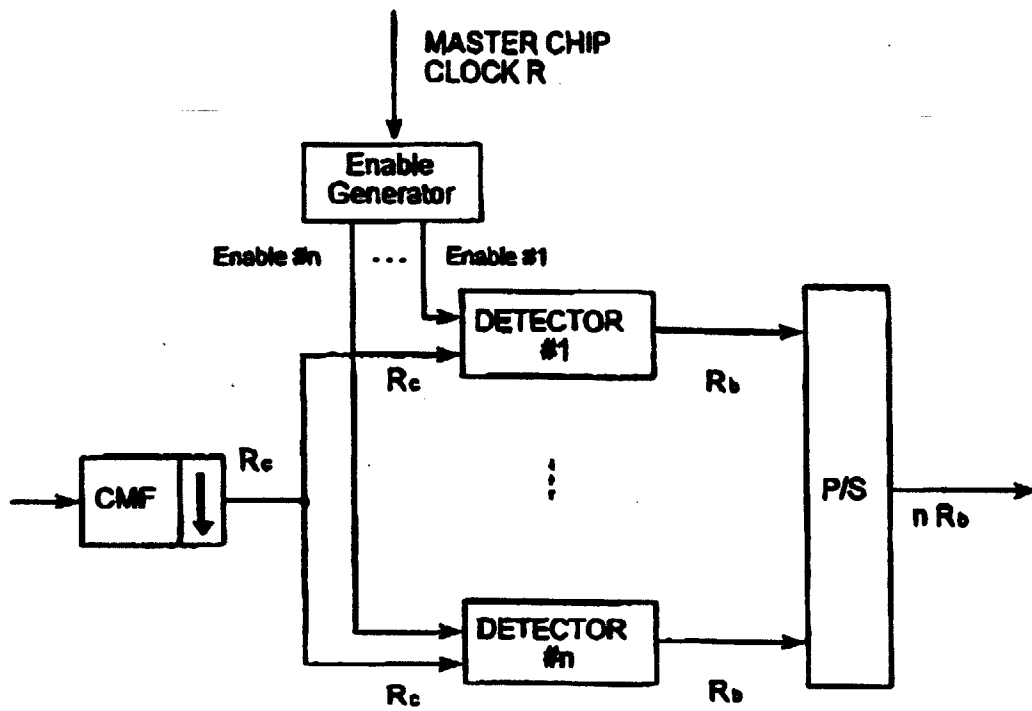 MASTER CHIP
CLOCK R
Enable
Generator
Enable #n
...
Enable #1
DETECTOR
#1
Rc
Rb
CMF
Rc
P/S
n Rb
DETECTOR
#n
Rc
Rb